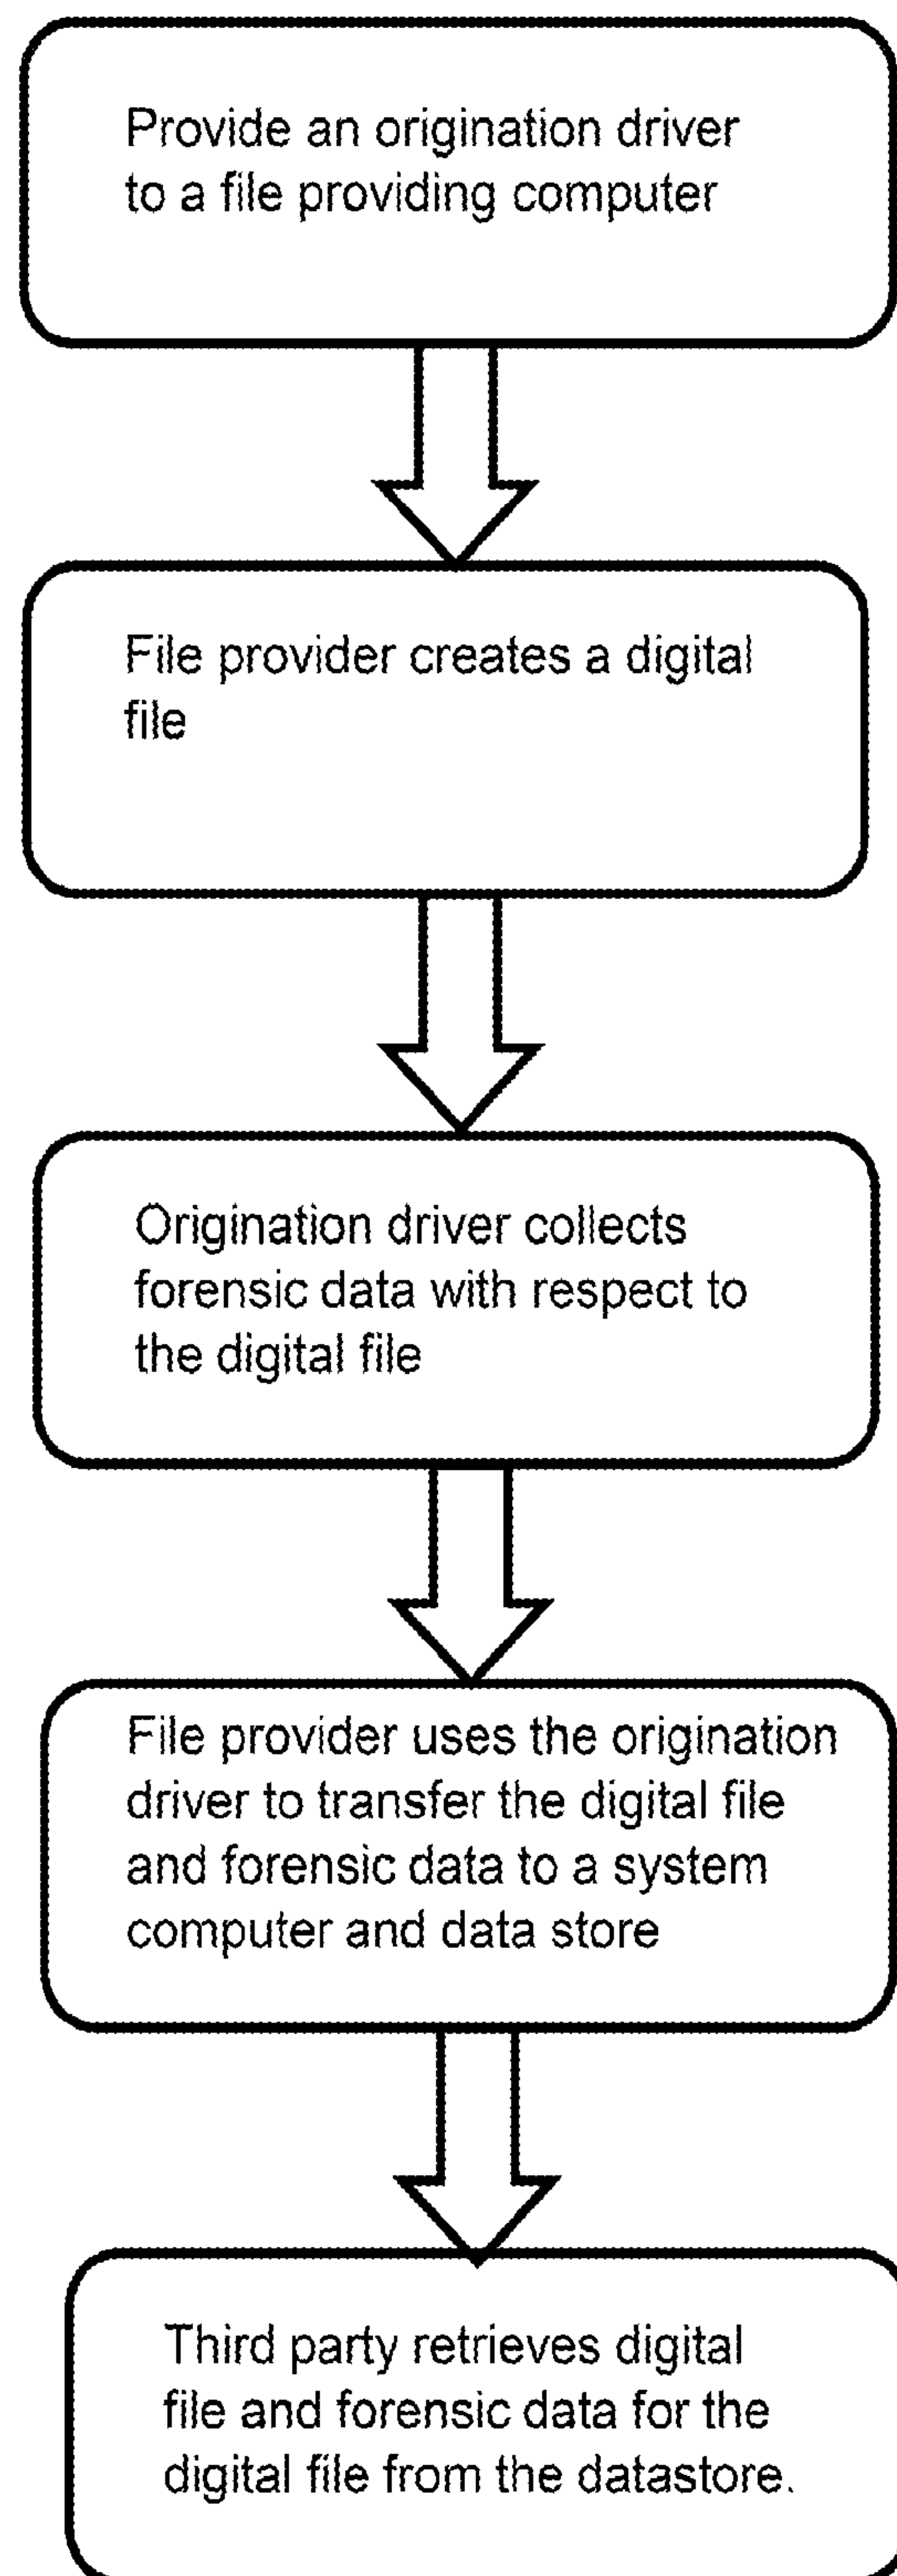 Provide an origination driver
to a file providing computer
File provider creates a digital
file
Origination driver collects
forensic data with respect to
the digital file
File provider uses the origination
driver to transfer the digital file
and forensic data to a system
computer and data store
Third party retrieves digital
file and forensic data for the
digital file from the datastore.